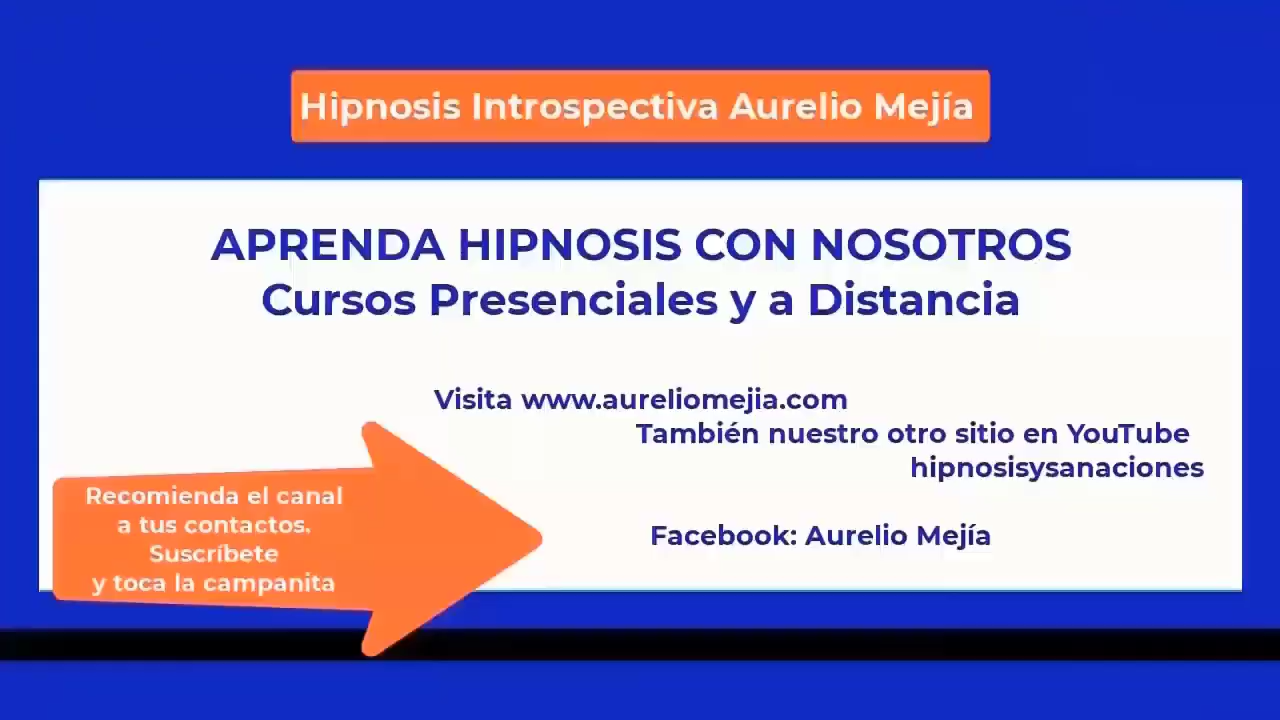 Hipnosis Introspectiva Aurelio Mejía
APRENDA HIPNOSIS CON NOSOTROS
Cursos Presenciales y a Distancia
Visita www.aureliomejia.com
También nuestro otro sitio en YouTube
hipnosisysanaciones
Facebook: Aurelio Mejía
Recomienda el canal
a tus contactos.
Suscríbete
y toca la campanita